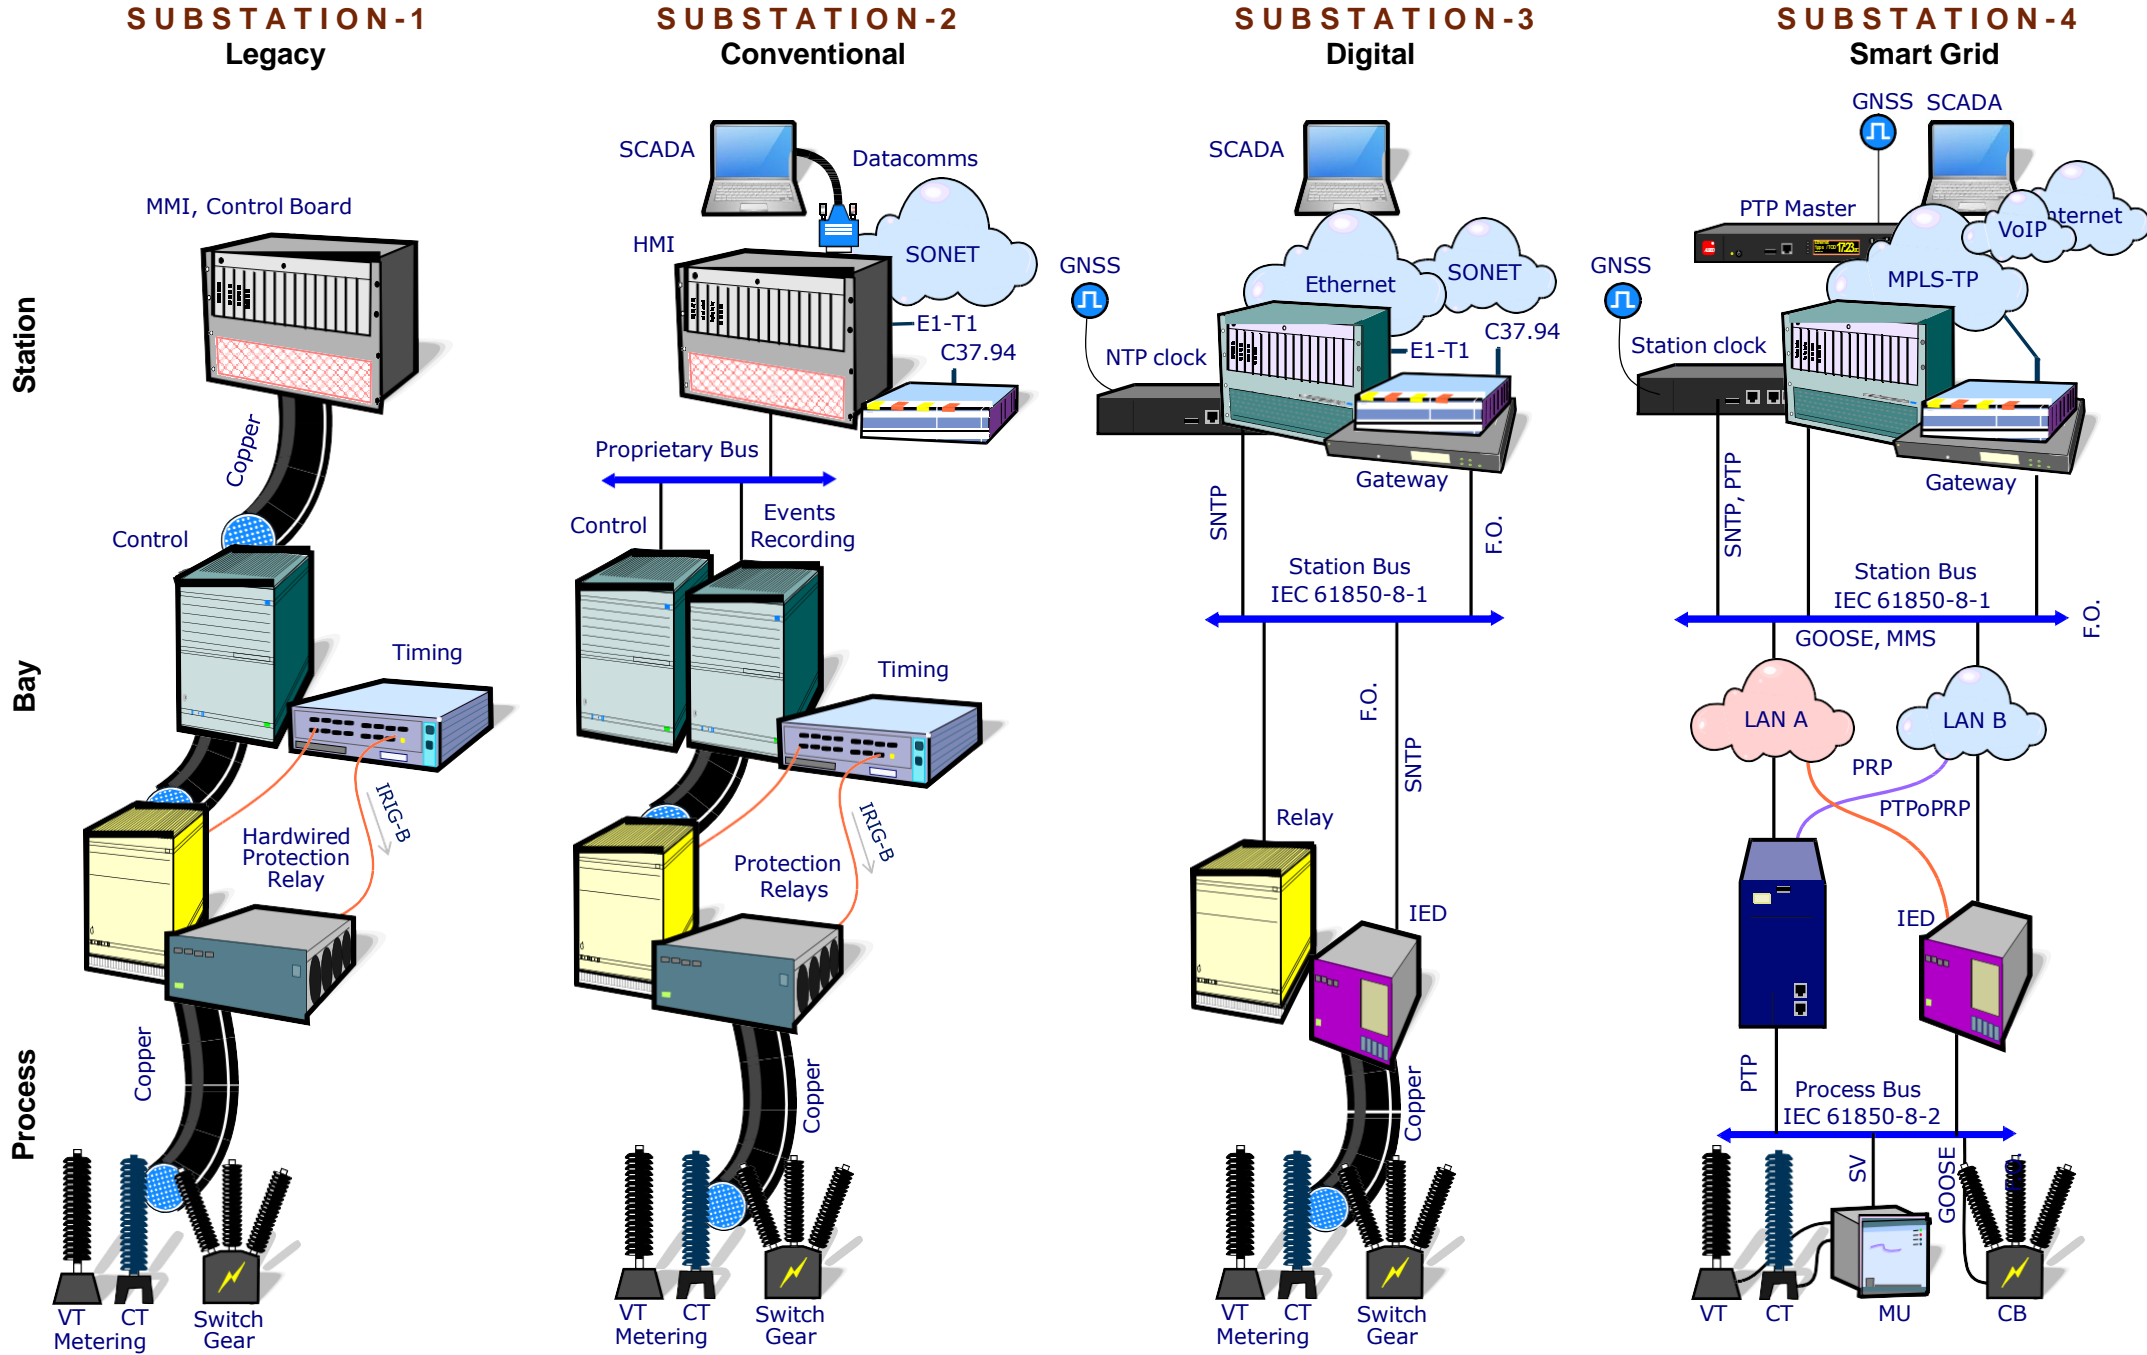 SUBSTATION-1
Legacy
MMI, Control Board
Copper
Control
Timing
IRIG-B
Hardwired
Protection
Relay
Copper
VT
CT
Metering
Switch
Gear
SUBSTATION-2
Conventional
SCADA
Datacomms
HMI
SONET
E1-T1
C37.94
Proprietary Bus
Control
Events
Recording
Timing
IRIG-B
Protection
Relays
Copper
VT
CT
Metering
Switch
Gear
SUBSTATION-3
Digital
SCADA
GNSS
Ethernet
SONET
NTP clock
E1-T1
C37.94
Gateway
SNTP
F.O.
Station Bus
IEC 61850-8-1
F.O.
SNTP
Relay
IED
Copper
VT
CT
Metering
Switch
Gear
SUBSTATION-4
Smart Grid
GNSS
SCADA
PTP Master
VoIP
nternet
GNSS
MPLS-TP
Station clock
Gateway
SNTP, PTP
Station Bus
IEC 61850-8-1
F.O.
GOOSE, MMS
LAN A
LAN B
PRP
PTPoPRP
IED
PTP
Process Bus
IEC 61850-8-2
SV
GOOSE
F.O.
VT
CT
MU
CB
Station
Bay
Process